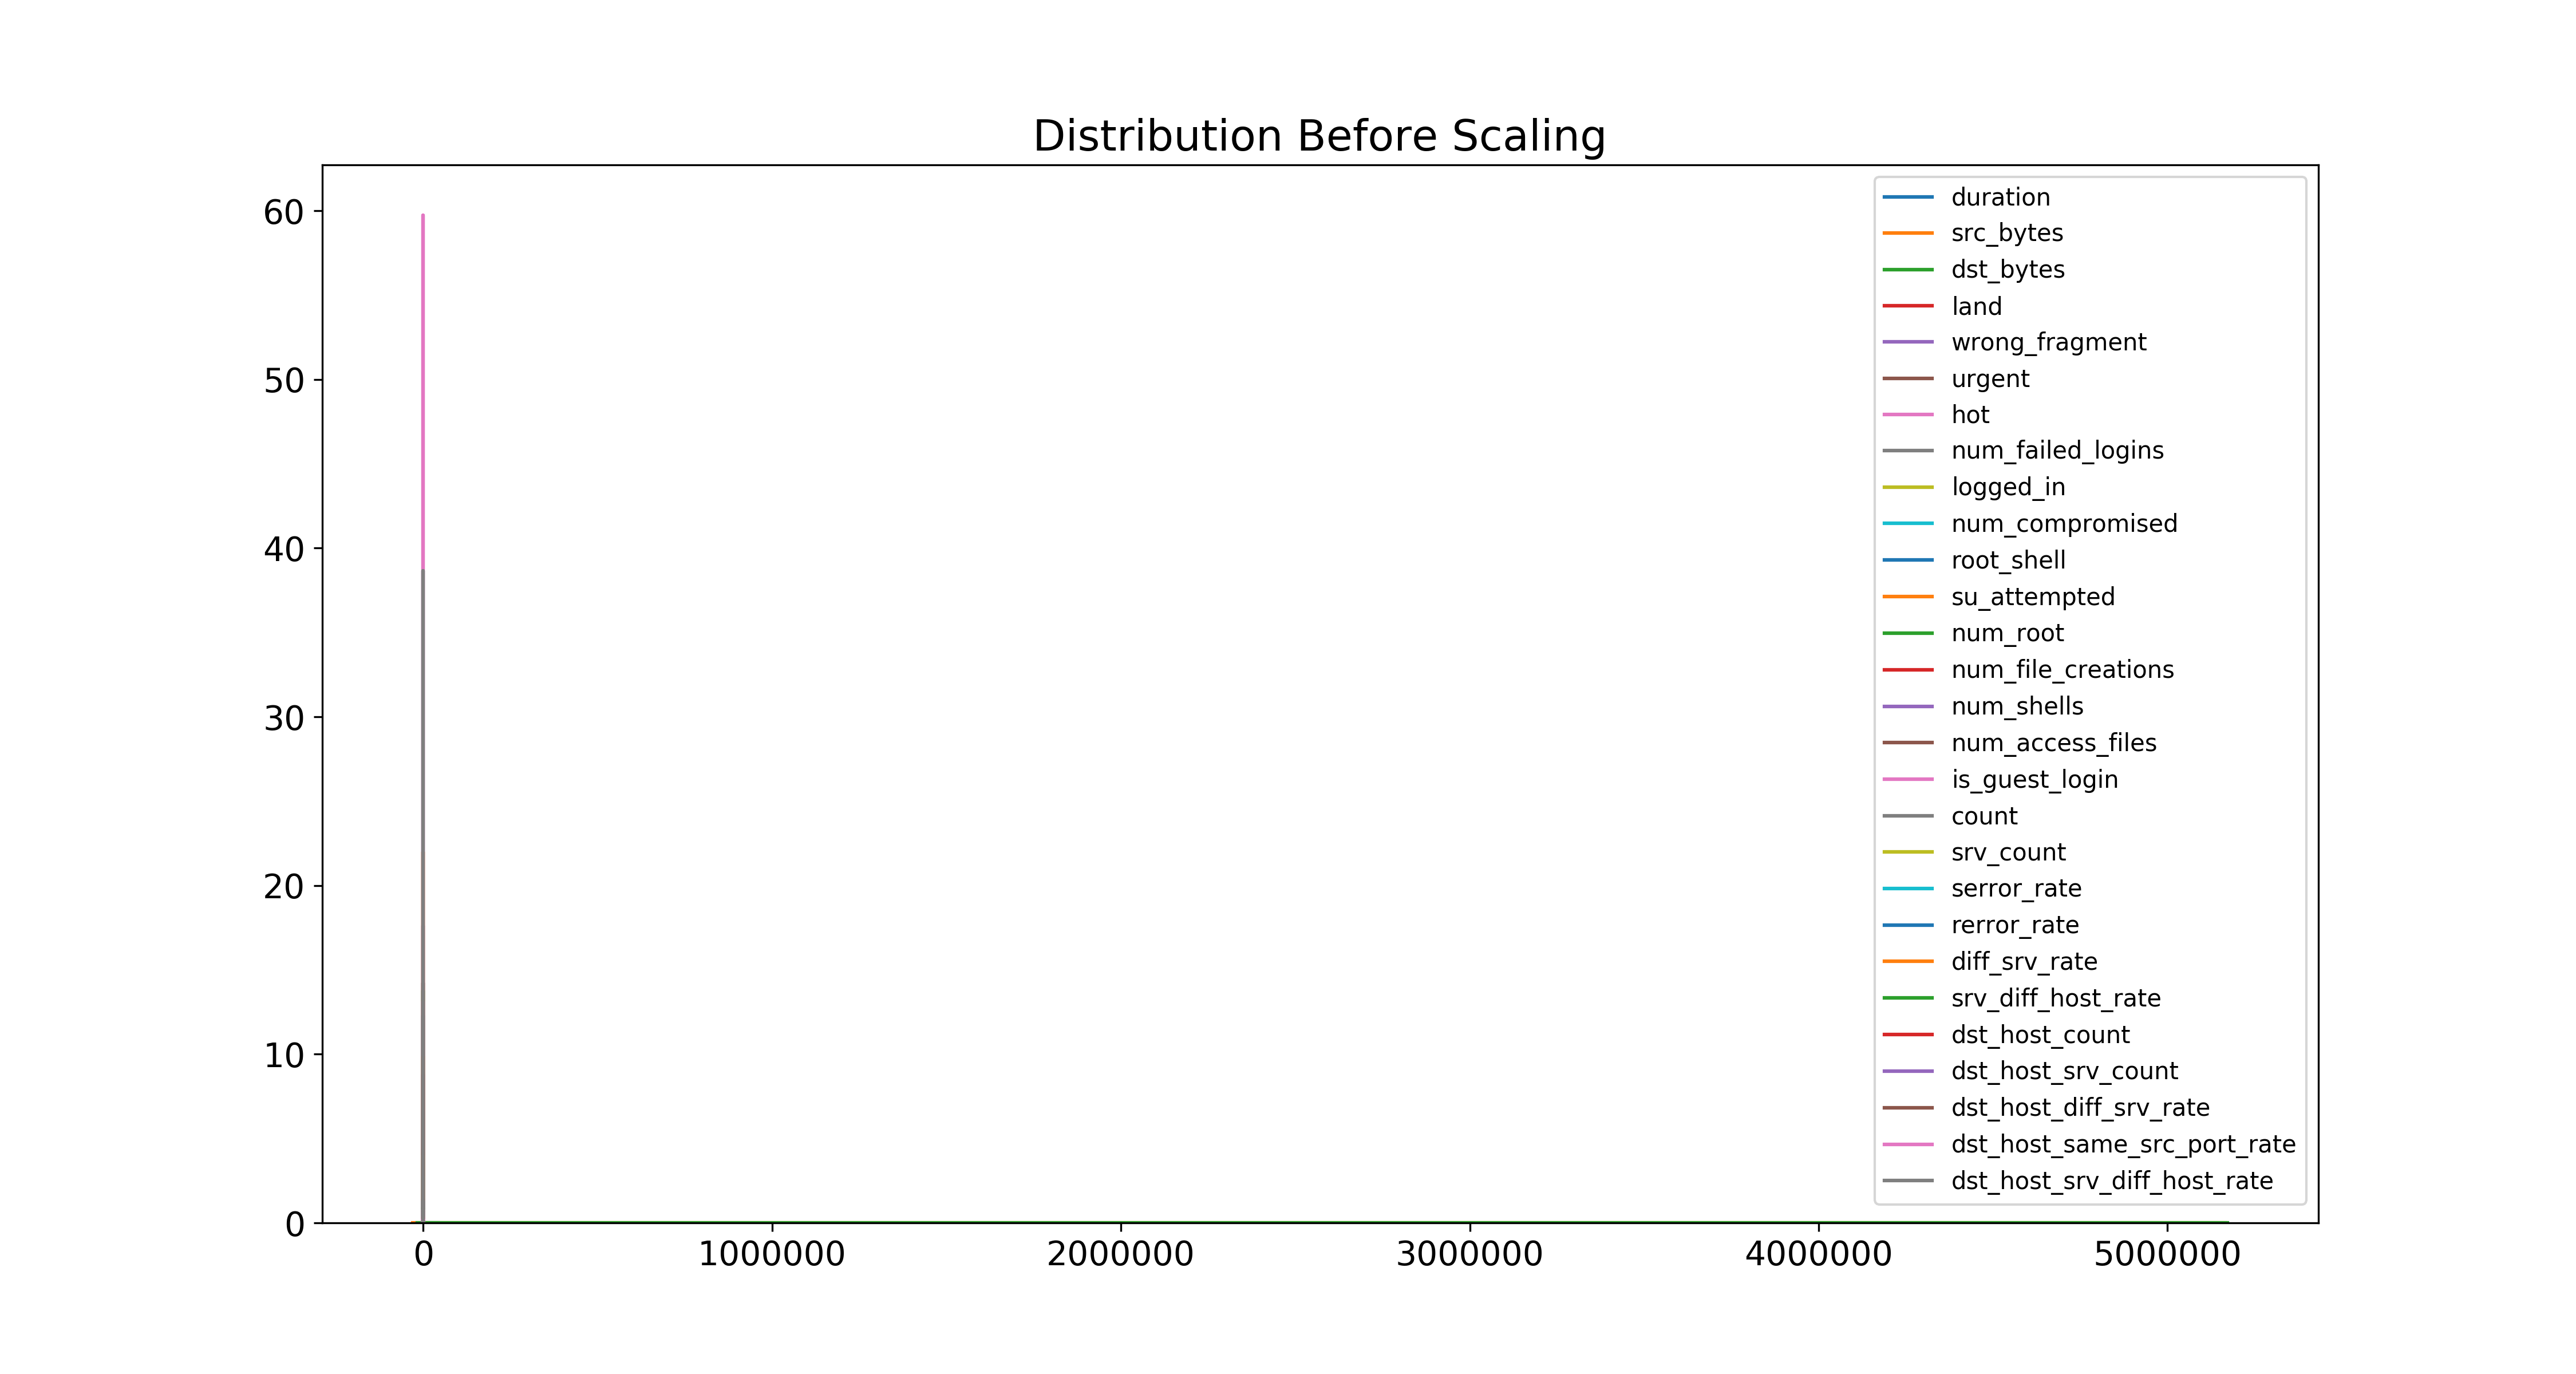 Distribution Before Scaling
60
50
40
30
20
10
0
0 1000000 2000000 3000000 4000000 5000000
duration
src_bytes
dst_bytes
land
wrong_fragment
urgent
hot
num_failed_logins
logged_in
num_compromised
root_shell
su_attempted
num_root
num_file_creations
num_shells
num_access_files
is_guest_login
count
srv_count
serror_rate
rerror_rate
diff_srv_rate
srv_diff_host_rate
dst_host_count
dst_host_srv_count
dst_host_diff_srv_rate
dst_host_same_src_port_rate
dst_host_srv_diff_host_rate